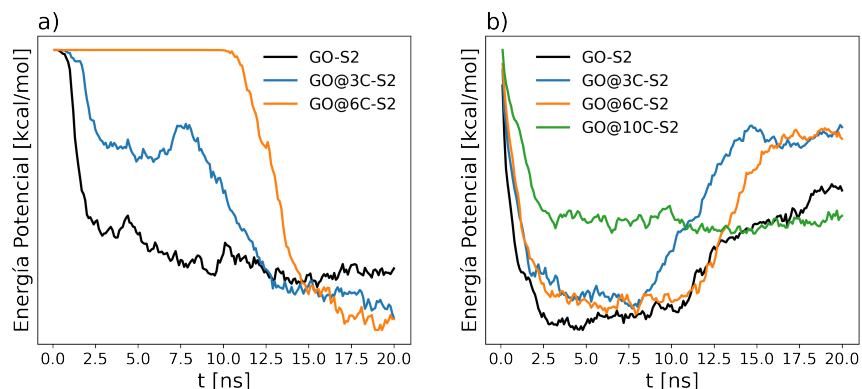 a)
Energía Potencial [kcal/mol]
GO-S2
GO@3C-S2
GO@6C-S2
0.0 2.5 5.0 7.5 10.0 12.5 15.0 17.5 20.0
t [ns]
b)
Energía Potencial [kcal/mol]
GO-S2
GO@3C-S2
GO@6C-S2
GO@10C-S2
0.0 2.5 5.0 7.5 10.0 12.5 15.0 17.5 20.0
t [ns]